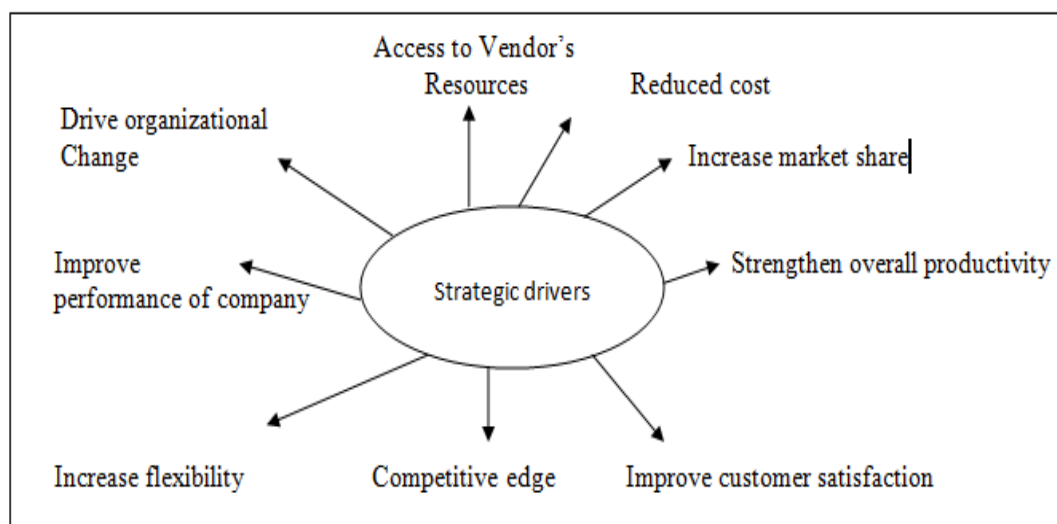 Access to Vendor’s
Resources
Reduced cost
Drive organizational
Change
Increase market share
Improve
performance of company
Strategic drivers
Strengthen overall productivity
Increase flexibility
Competitive edge
Improve customer satisfaction